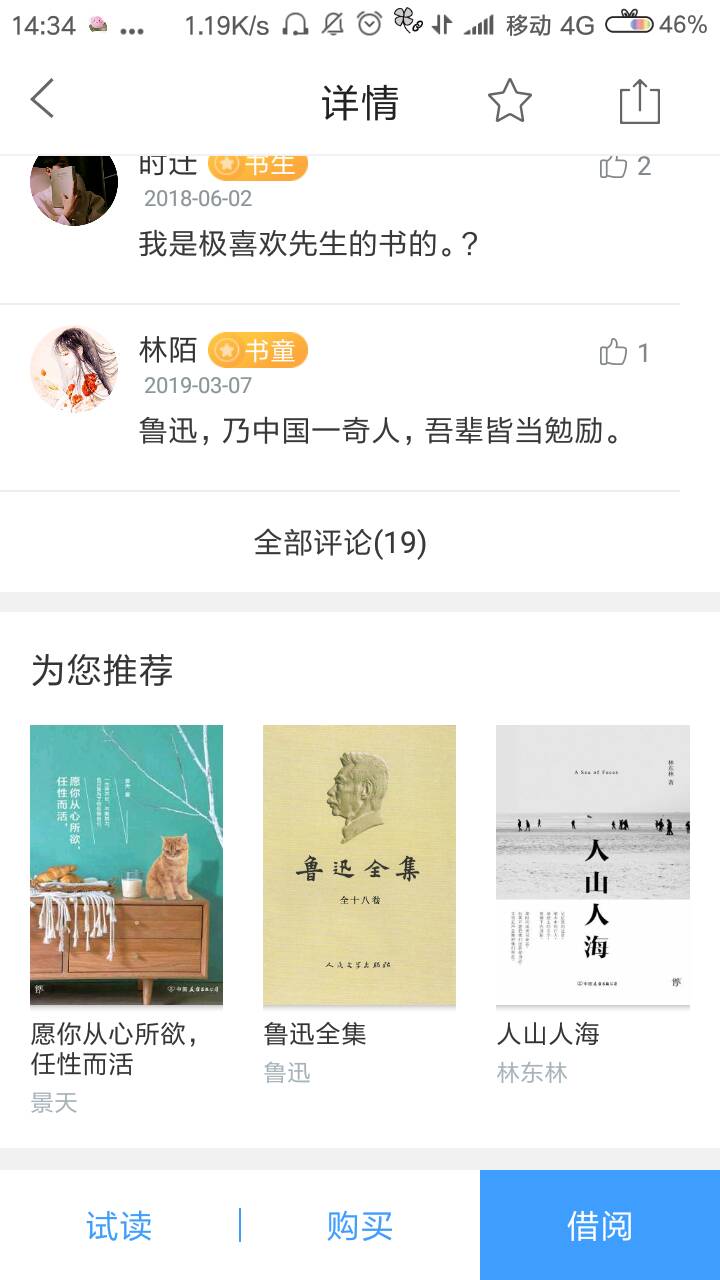 14:34 ... 1.19K/s 移动 4G 46%
详情
时迁 书生 2
2018-06-02
我是极喜欢先生的书的。?
林陌 书童 1
2019-03-07
鲁迅,乃中国一奇人,吾辈皆当勉励。
全部评论(19)
为您推荐
愿你从心所欲,
任性而活。
景天 著
鲁迅全集
全十八卷
人民文学出版社
A Sea of Faces
林东林 著
人山人海
愿你从心所欲,
任性而活
景天
鲁迅全集
鲁迅
人山人海
林东林
试读
购买
借阅